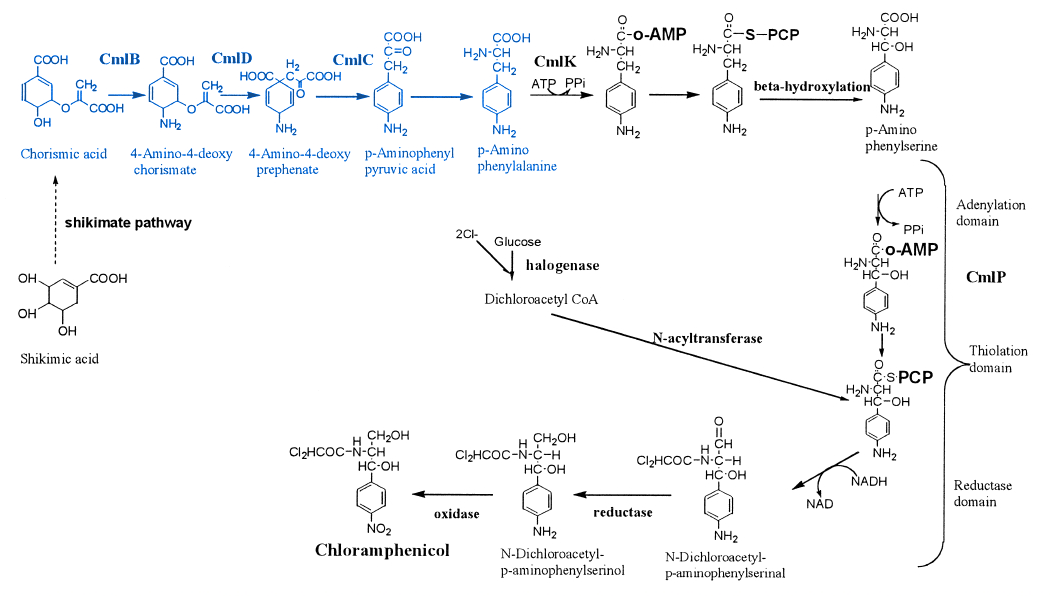 COOH
O
CH2
COOH
OH
Chorismic acid
CmlB
COOH
O
CH2
COOH
NH2
4-Amino-4-deoxy
chorismate
CmlD
HOOC
CH2
COOH
O
NH2
4-Amino-4-deoxy
prephenate
CmlC
COOH
C=O
CH2
NH2
p-Aminophenyl
pyruvic acid
COOH
H2N-CH
CH2
NH2
p-Amino
phenylalanine
CmlK
ATP PPi
O
C-o-AMP
H2N-CH
CH2
NH2
O
C-S-PCP
H2N-CH
CH2
NH2
beta-hydroxylation
COOH
H2N-CH
CH-OH
NH2
p-Amino
phenylserine
shikimate pathway
COOH
OH
OH
OH
Shikimic acid
2Cl-
Glucose
halogenase
Dichloroacetyl CoA
N-acyltransferase
ATP
PPi
Adenylation
domain
O
C-o-AMP
H2N-CH
HC-OH
NH2
CmlP
Thiolation
domain
O
C-S-PCP
H2N-CH
HC-OH
NH2
NADH
NAD
Reductase
domain
O
CH
H
Cl2HCOC-N-C-H
HC-OH
NH2
N-Dichloroacetyl-
p-aminophenylserinal
reductase
CH2OH
H
Cl2HCOC-N-C-H
HC-OH
NH2
N-Dichloroacetyl-
p-aminophenylserinol
oxidase
CH2OH
H
Cl2HCOC-N-CH
HC-OH
NO2
Chloramphenicol